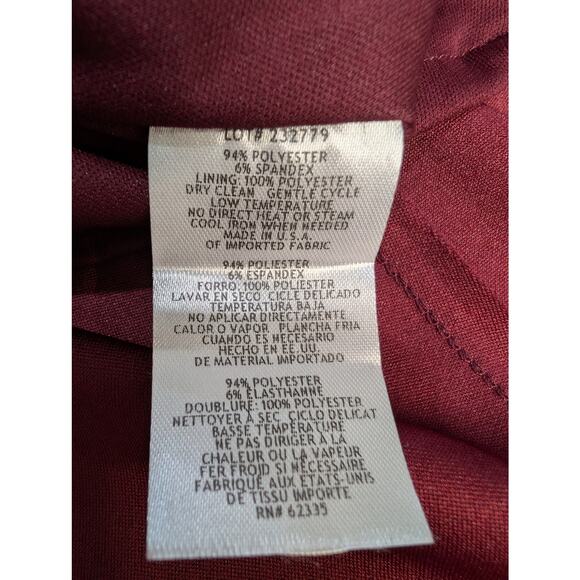 LOT# 232779
94% POLYESTER
6% SPANDEX
LINING: 100% POLYESTER
DRY CLEAN GENTLE CYCLE
LOW TEMPERATURE
NO DIRECT HEAT OR STEAM
COOL IRON WHEN NEEDED
MADE IN U.S.A.
OF IMPORTED FABRIC
94% POLIESTER
6% ESPANDEX
FORRO: 100% POLIESTER
LAVAR EN SECO CICLE DELICADO
TEMPERATURA BAJA
NO APLICAR DIRECTAMENTE
CALOR O VAPOR. PLANCHA FRIA
CUANDO ES NECESARIO
HECHO EN EE.UU.
DE MATERIAL IMPORTADO
94% POLYESTER
6% ELASTHANNE
DOUBLURE: 100% POLYESTER
NETTOYER À SEC CICLO DELICAT
BASSE TEMPÉRATURE
NE PAS DIRIGER À LA
CHALEUR OU LA VAPEUR
FER FROID SI NÉCESSAIRE
FABRIQUÉ AUX ÉTATS-UNIS
DE TISSU IMPORTE
RN# 62335